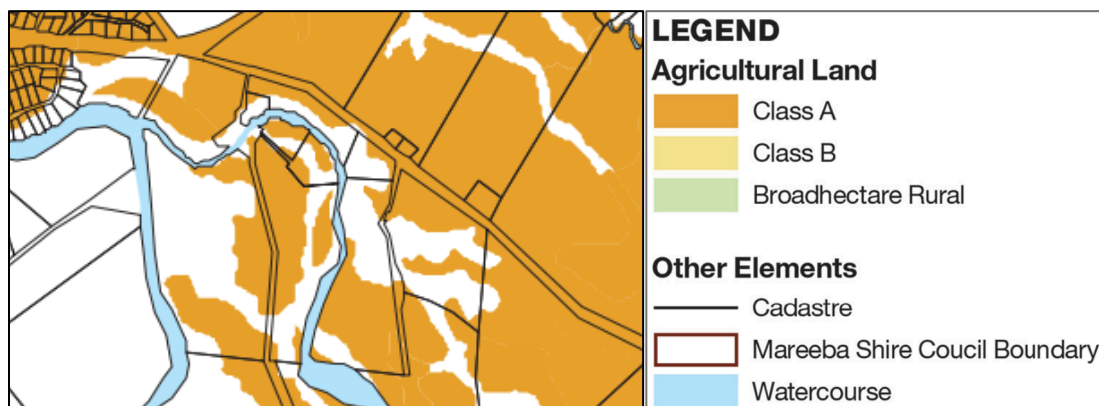 LEGEND
Agricultural Land
Class A
Class B
Broadhectare Rural
Other Elements
Cadastre
Mareeba Shire Coucil Boundary
Watercourse